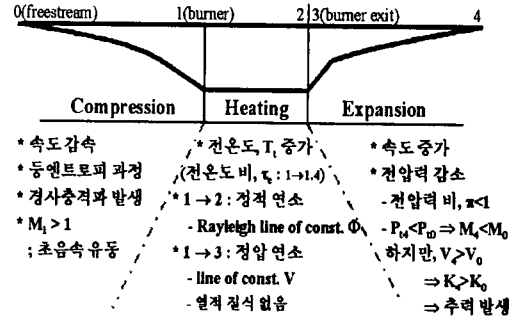 0(freestream) 1(burner) 2 3(burner exit) 4
Compression Heating Expansion
* 속도 감속
* 등엔트로피 과정
* 경사충격파 발생
* M₁ > 1
; 초음속 유동
* 전온도, Tₜ 증가
(전온도 비, τₑ : 1→1.4)
* 1 → 2 : 정적 연소
- Rayleigh line of const. Φ
* 1 → 3 : 정압 연소
- line of const. V
- 열적 질식 없음
* 속도 증가
* 전압력 감소
- 전압력 비, π<1
- Pₜ₄<Pₜ₀ ⇒ M₄<M₀
하지만, V₄>V₀
⇒ K₄>K₀
⇒ 추력 발생